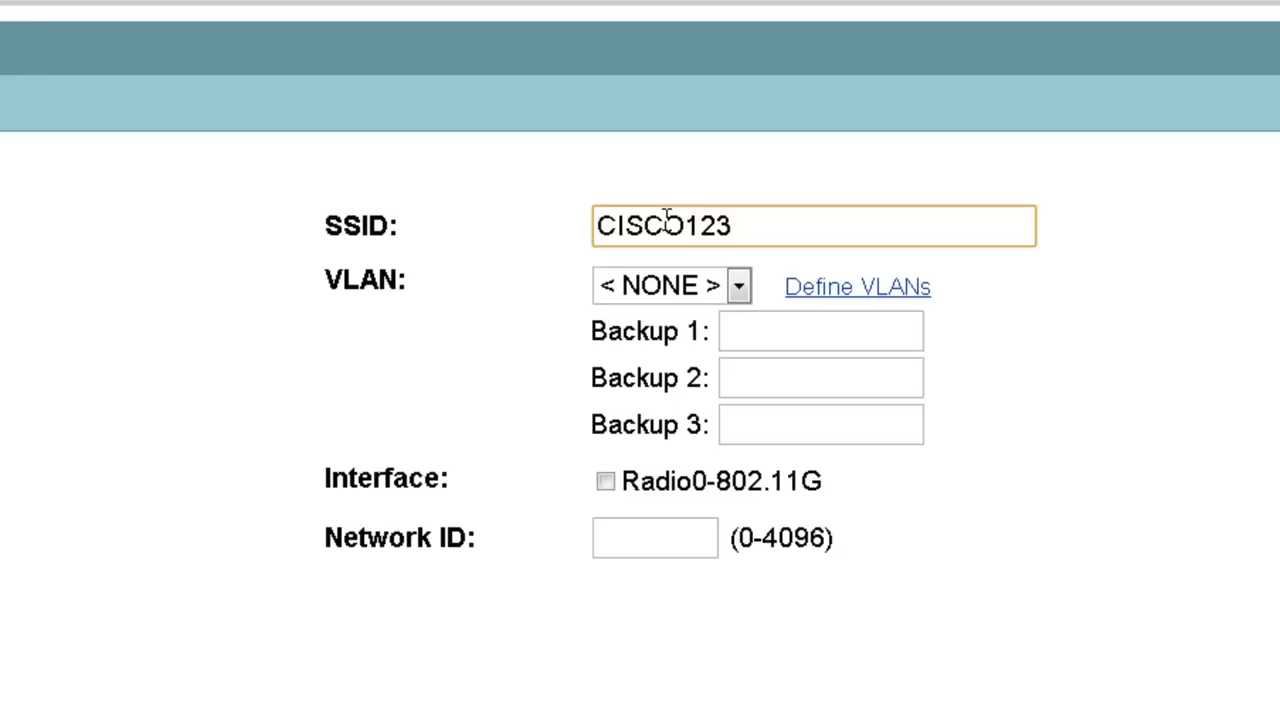 SSID: CISCO123
VLAN: < NONE > Define VLANs
Backup 1:
Backup 2:
Backup 3:
Interface: Radio0-802.11G
Network ID: (0-4096)